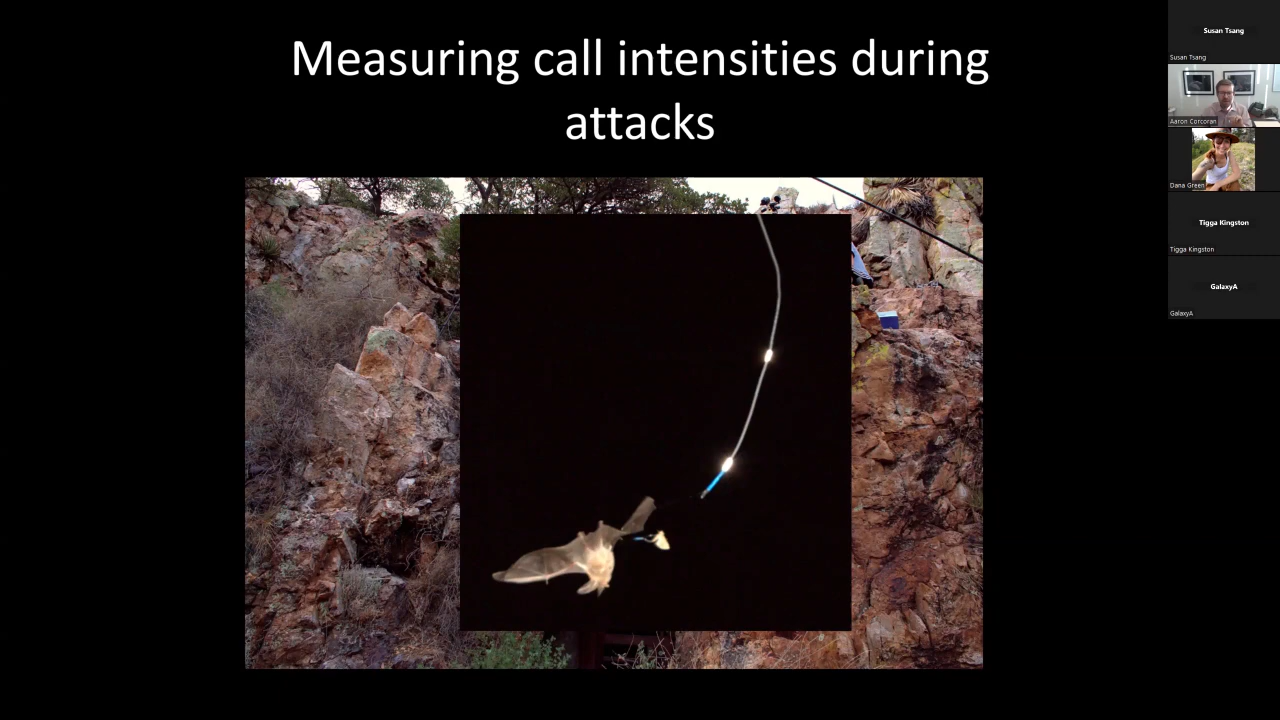 Measuring call intensities during
attacks
Susan Tsang
Susan Tsang
Aaron Corcoran
Dana Green
Tigga Kingston
Tigga Kingston
GalaxyA
GalaxyA